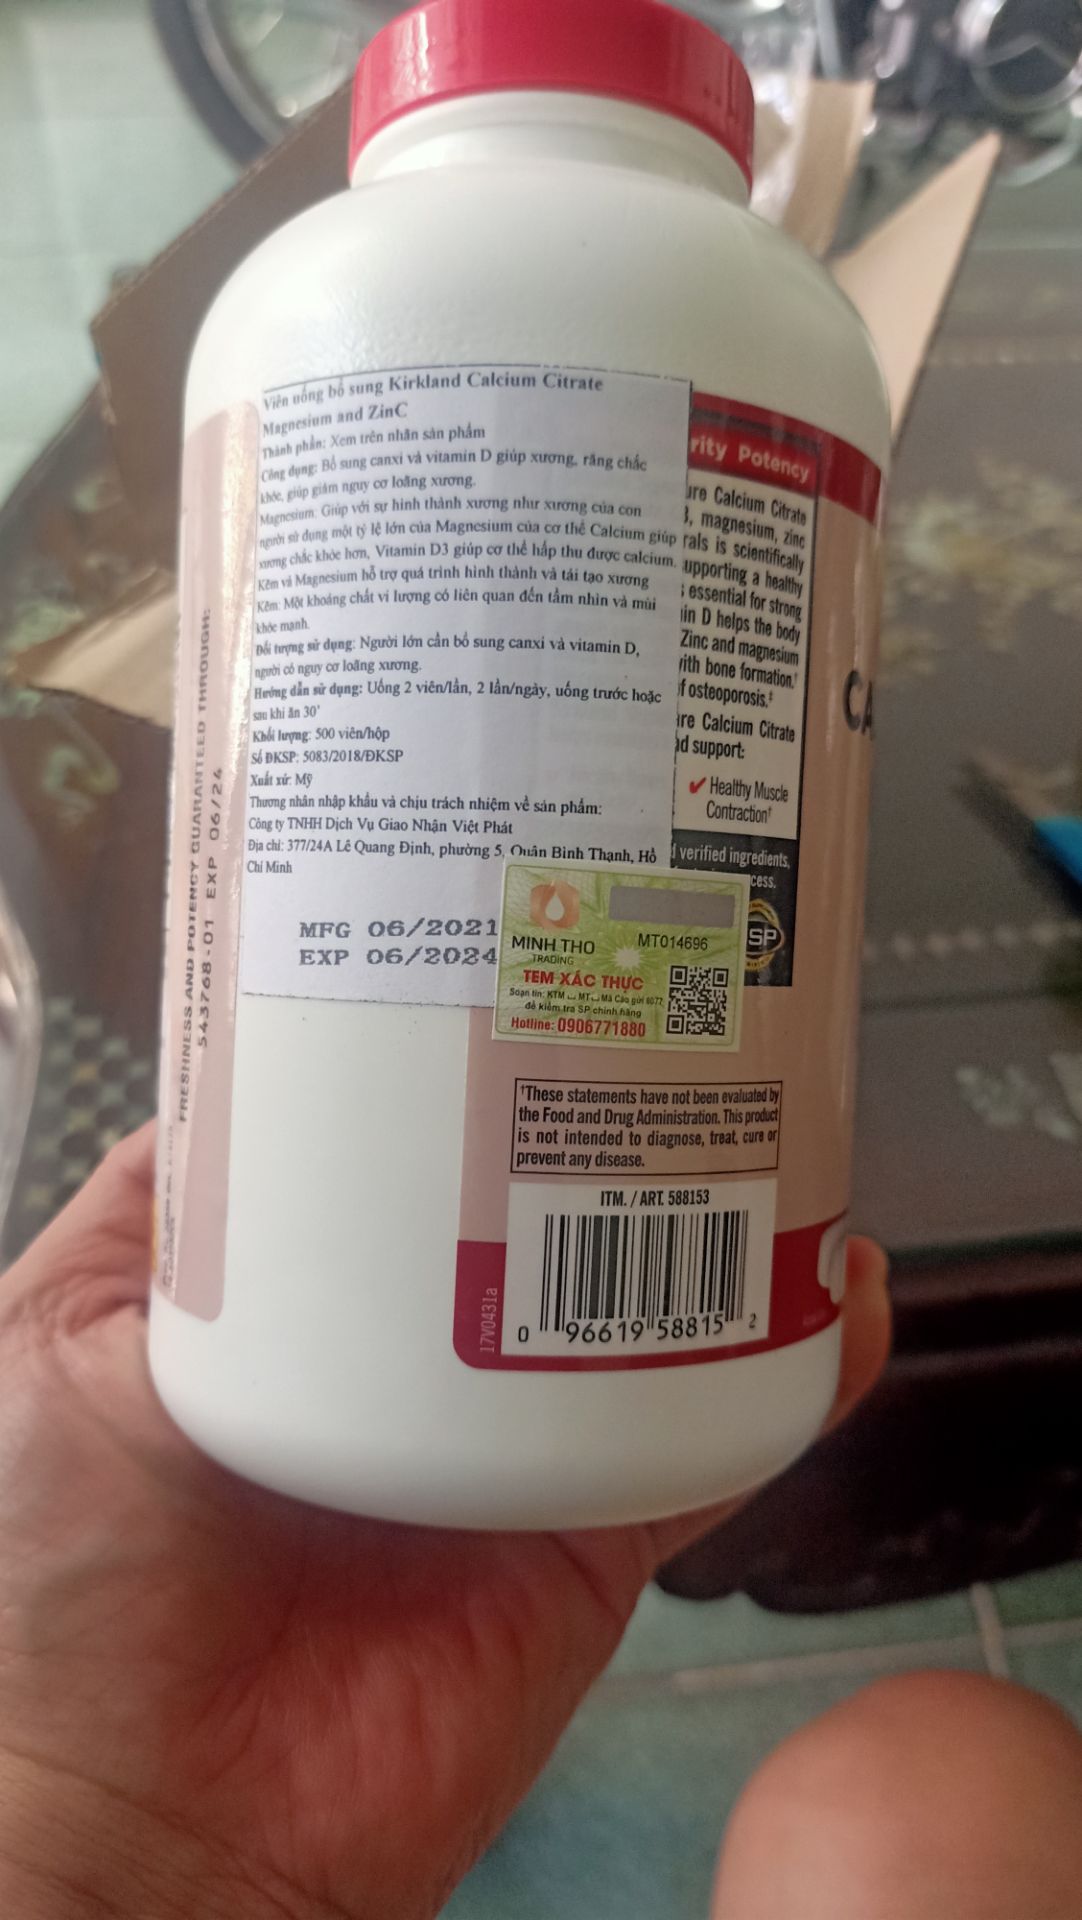 Viên uống bổ sung Kirkland Calcium Citrate
Magnesium and ZinC
Thành phần: Xem trên nhãn sản phẩm
Công dụng: Bổ sung canxi và vitamin D giúp xương, răng chắc
khỏe, giúp giảm nguy cơ loãng xương.
Magnesium: Giúp với sự hình thành xương như xương của con
người sử dụng một tỷ lệ lớn của Magnesium của cơ thể Calcium giúp
xương chắc khỏe hơn, Vitamin D3 giúp cơ thể hấp thu được calcium.
Kẽm và Magnesium hỗ trợ quá trình hình thành và tái tạo xương
Kẽm: Một khoáng chất vi lượng có liên quan đến tầm nhìn và mùi
khỏe mạnh.
Đối tượng sử dụng: Người lớn cần bổ sung canxi và vitamin D,
người có nguy cơ loãng xương.
Hướng dẫn sử dụng: Uống 2 viên/lần, 2 lần/ngày, uống trước hoặc
sau khi ăn 30'
Khối lượng: 500 viên/hộp
Số ĐKSP: 5083/2018/ĐKSP
Xuất xứ: Mỹ
Thương nhân nhập khẩu và chịu trách nhiệm về sản phẩm:
Công ty TNHH Dịch Vụ Giao Nhận Việt Phát
Địa chỉ: 377/24A Lê Quang Định, phường 5, Quân Bình Thạnh, Hồ
Chí Minh
MFG 06/2021
EXP 06/2024
FRESHNESS AND POTENCY GUARANTEED THROUGH:
543768-01 EXP 06/24
rity Potency
ure Calcium Citrate
3, magnesium, zinc
rals is scientifically
upporting a healthy
essential for strong
in D helps the body
Zinc and magnesium
with bone formation.†
f osteoporosis.‡
ure Calcium Citrate
nd support:
✓ Healthy Muscle
Contraction†
d verified ingredients,
cess.
SP
CA
MINH THO
TRADING
MT014696
TEM XÁC THỰC
Soạn tin: KTM MT Mã Cào gửi 8077
để kiểm tra SP chính hãng
Hotline: 0906771880
†These statements have not been evaluated by
the Food and Drug Administration. This product
is not intended to diagnose, treat, cure or
prevent any disease.
ITM. / ART. 588153
17V0431a
0 96619 58815 2